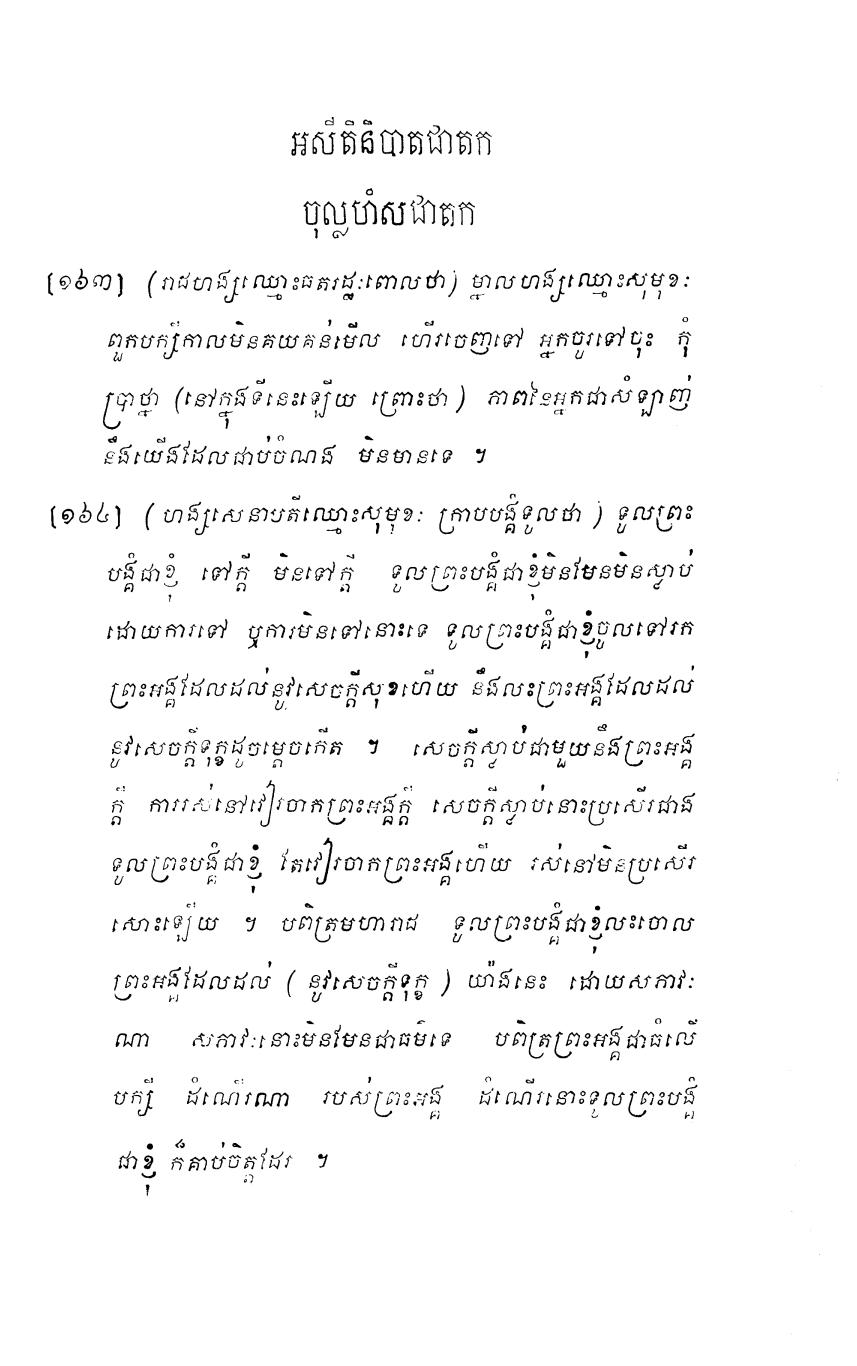 អសីតិនិបាតជាតក
ចុល្លហំសជាតក
[១៦៣] (រាជហង្សឈ្មោះធតរដ្ឋៈពោលថា) ម្នាលហង្សឈ្មោះសុមុខៈ
ពួកបក្សីកាលមិនគយគន់មើល ហើរចេញទៅ អ្នកចូរទៅចុះ កុំ
ប្រាថ្នា (នៅក្នុងទីនេះឡើយ ព្រោះថា) ភាពនៃអ្នកជាសំឡាញ់
នឹងយើងដែលជាប់ចំណង មិនមានទេ ។
[១៦៤] (ហង្សសេនាបតីឈ្មោះសុមុខៈ ក្រាបបង្គំទូលថា) ទូលព្រះ
បង្គំជាខ្ញុំ ទៅក្តី មិនទៅក្តី ទូលព្រះបង្គំជាខ្ញុំមិនមែនមិនស្លាប់
ដោយការទៅ ឬការមិនទៅនោះទេ ទូលព្រះបង្គំជាខ្ញុំចូលទៅរក
ព្រះអង្គដែលដល់នូវសេចក្តីសុខហើយ នឹងលះព្រះអង្គដែលដល់
នូវសេចក្តីទុក្ខដូចម្តេចកើត ។ សេចក្តីស្លាប់ជាមួយនឹងព្រះអង្គ
ក្តី ការរស់នៅវៀរចាកព្រះអង្គក្តី សេចក្តីស្លាប់នោះប្រសើរជាង
ទូលព្រះបង្គំជាខ្ញុំ តែវៀរចាកព្រះអង្គហើយ រស់នៅមិនប្រសើរ
សោះឡើយ ។ បពិត្រមហារាជ ទូលព្រះបង្គំជាខ្ញុំលះចោល
ព្រះអង្គដែលដល់ (នូវសេចក្តីទុក្ខ) យ៉ាងនេះ ដោយសភាវៈ
ណា សភាវៈនោះមិនមែនជាធម៌ទេ បពិត្រព្រះអង្គជាធំលើ
បក្សី ដំណើរណា របស់ព្រះអង្គ ដំណើរនោះទូលព្រះបង្គំ
ជាខ្ញុំ ក៏គាប់ចិត្តដែរ ។